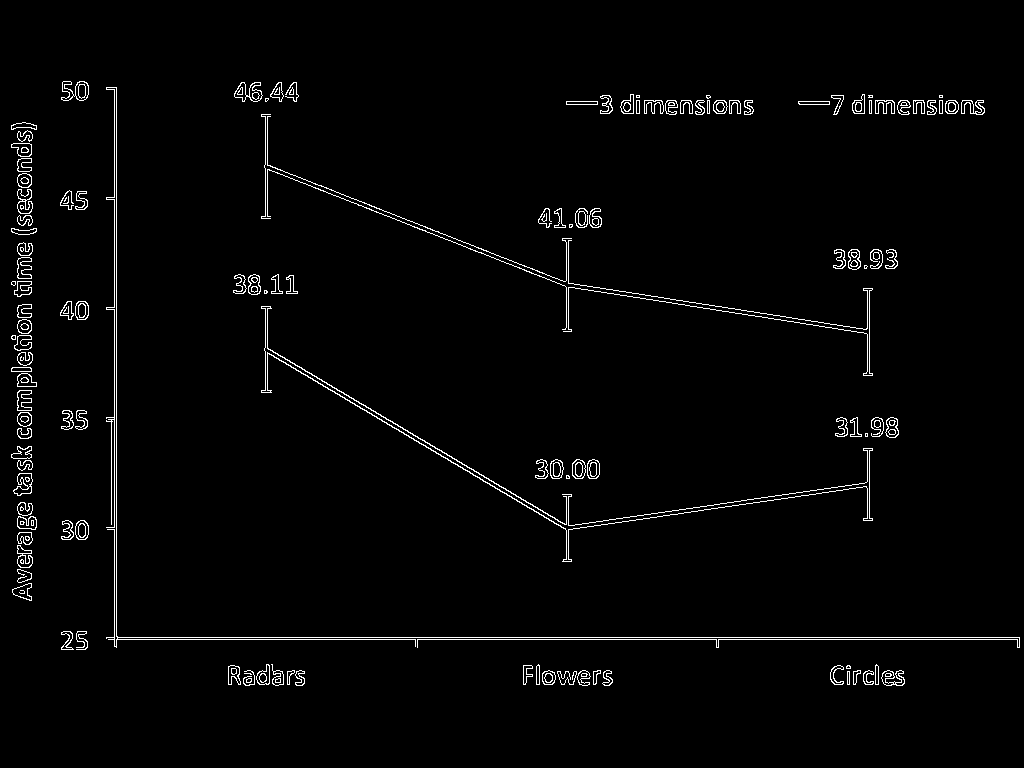 Average task completion time (seconds)
50
45
40
35
30
25
3 dimensions
7 dimensions
46.44
41.06
38.93
38.11
30.00
31.98
Radars
Flowers
Circles